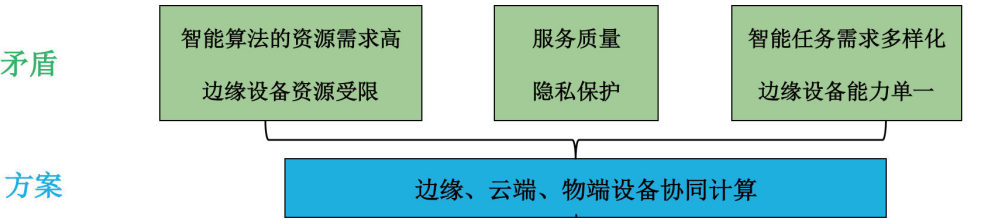 矛盾
智能算法的资源需求高
边缘设备资源受限
服务质量
隐私保护
智能任务需求多样化
边缘设备能力单一
方案
边缘、云端、物端设备协同计算